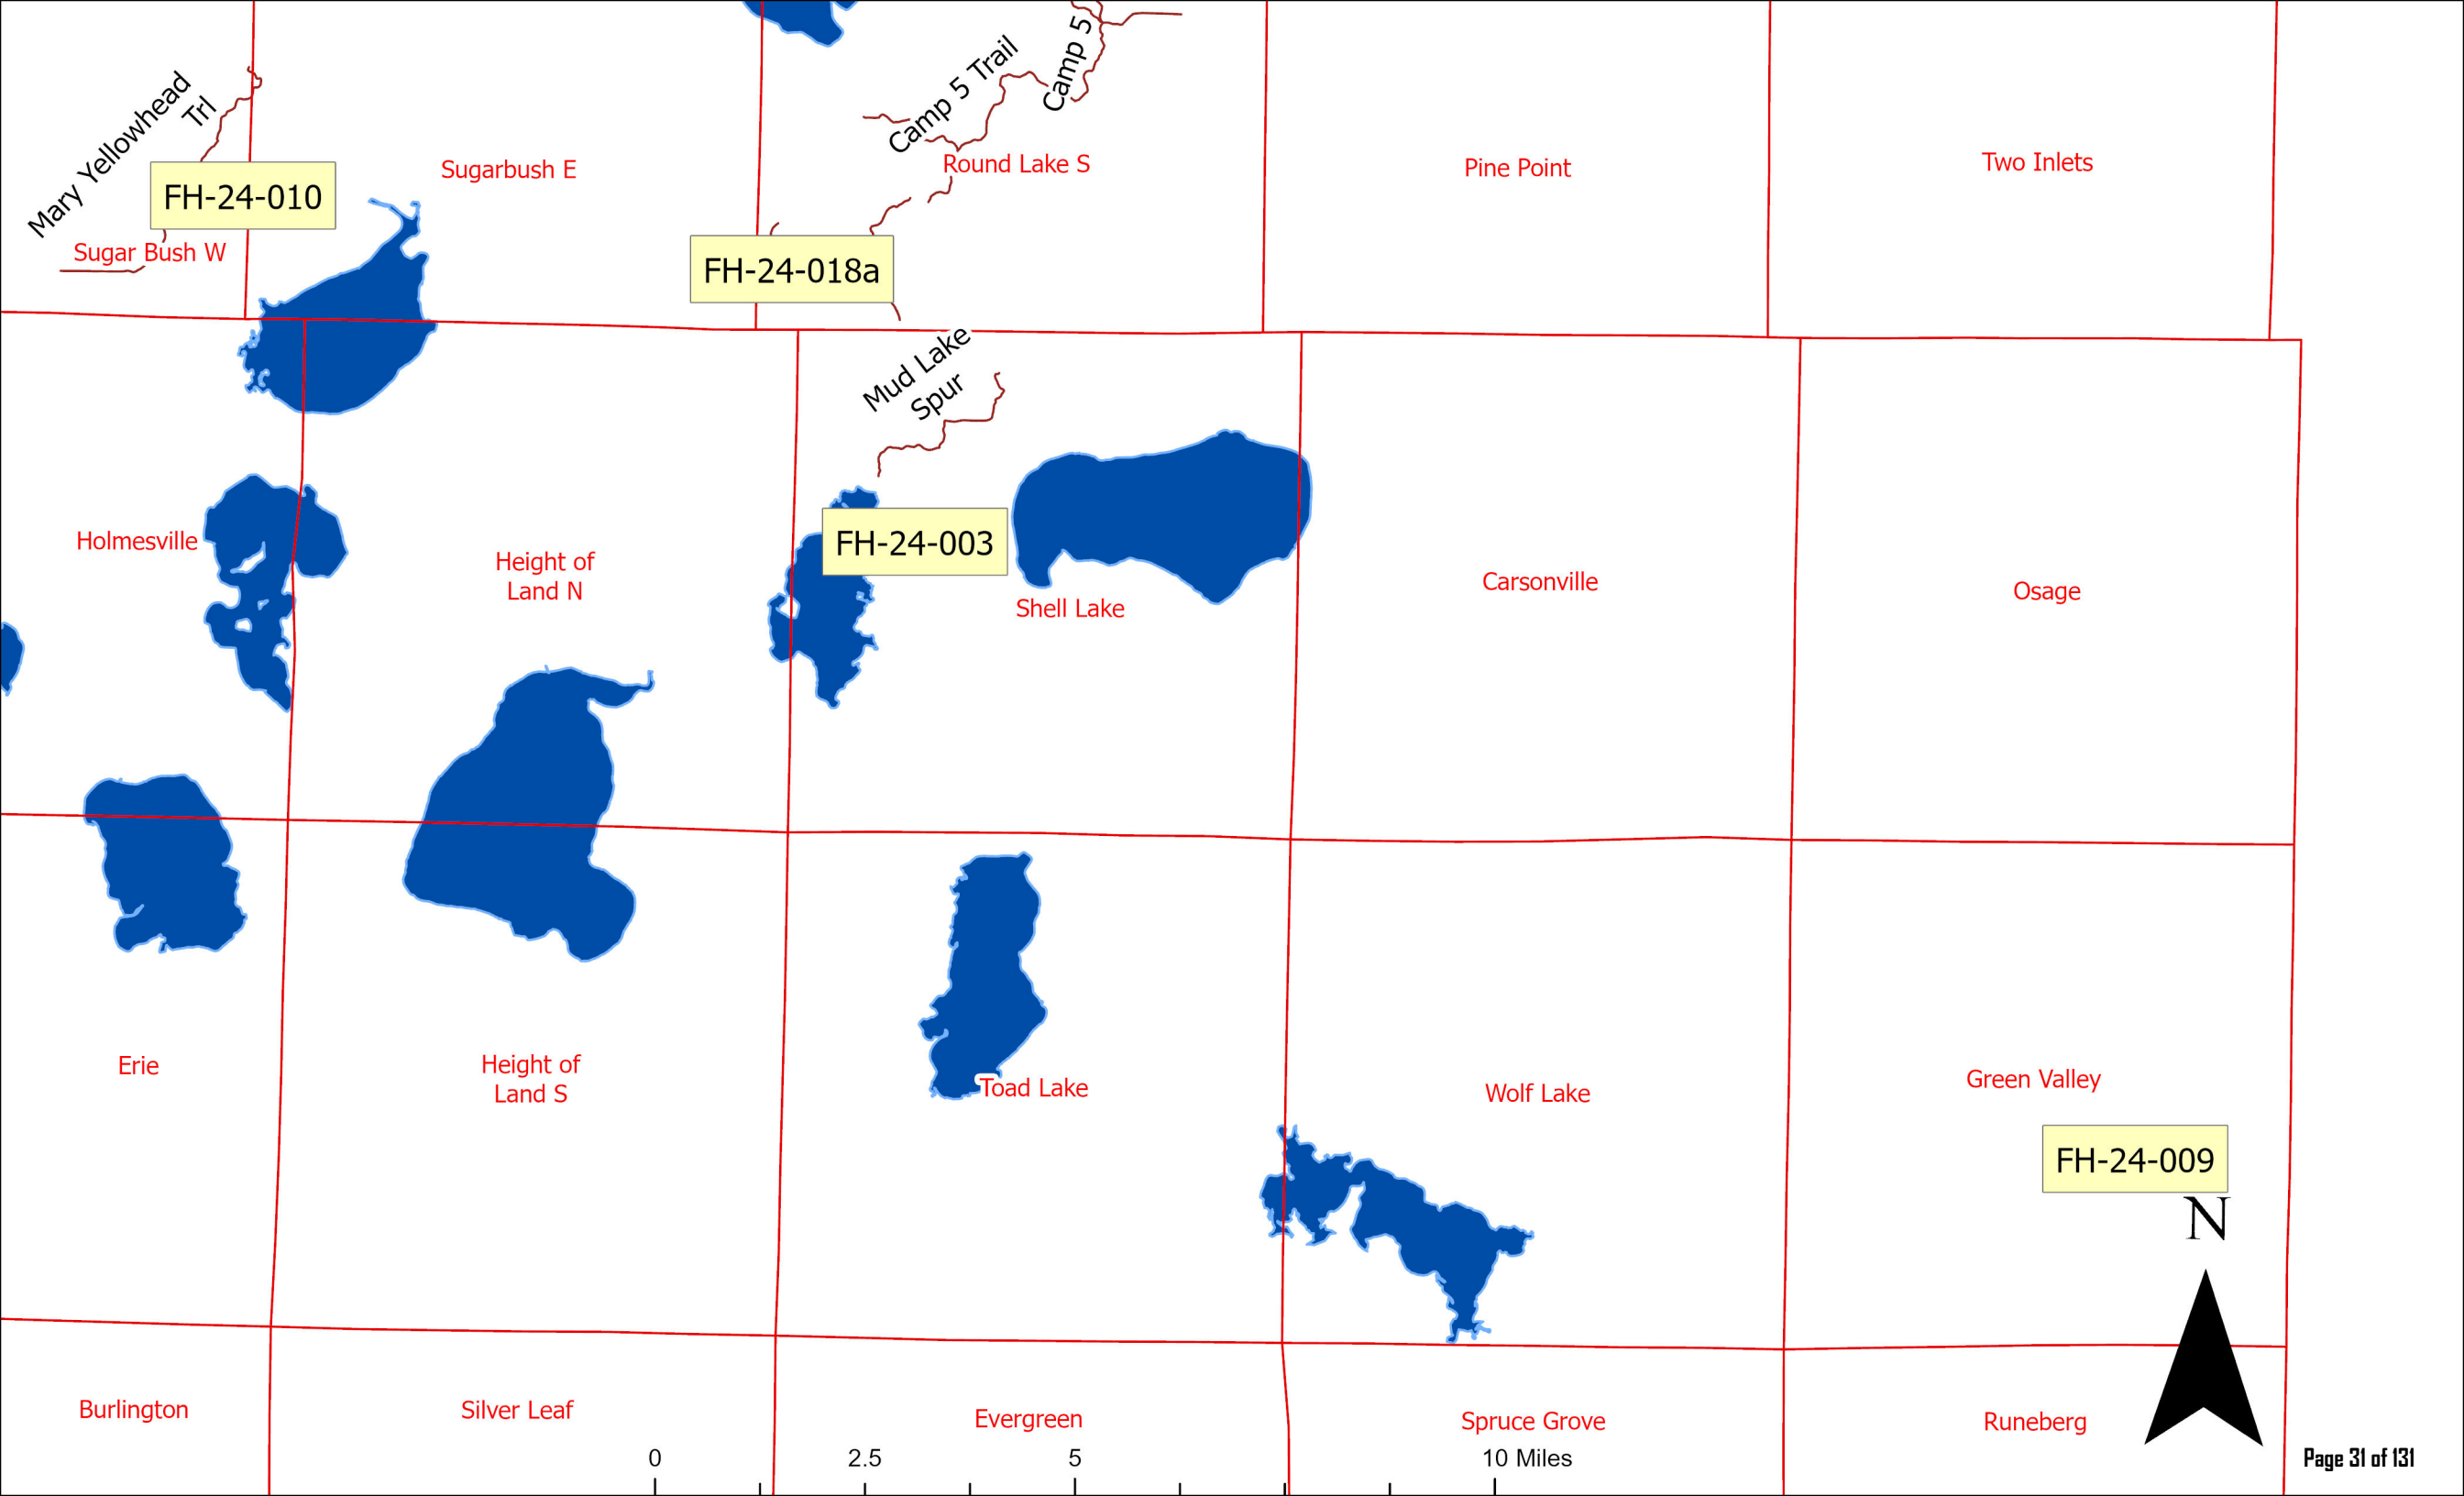 Mary Yellowhead
Trl
Camp 5 Trail
Camp 5
FH-24-010
Sugarbush E
Round Lake S
Pine Point
Two Inlets
Sugar Bush W
FH-24-018a
Mud Lake
Spur
Holmesville
Height of
Land N
FH-24-003
Shell Lake
Carsonville
Osage
Erie
Height of
Land S
Toad Lake
Wolf Lake
Green Valley
FH-24-009
N
Burlington
Silver Leaf
Evergreen
Spruce Grove
Runeberg
0 2.5 5 10 Miles
Page 31 of 131